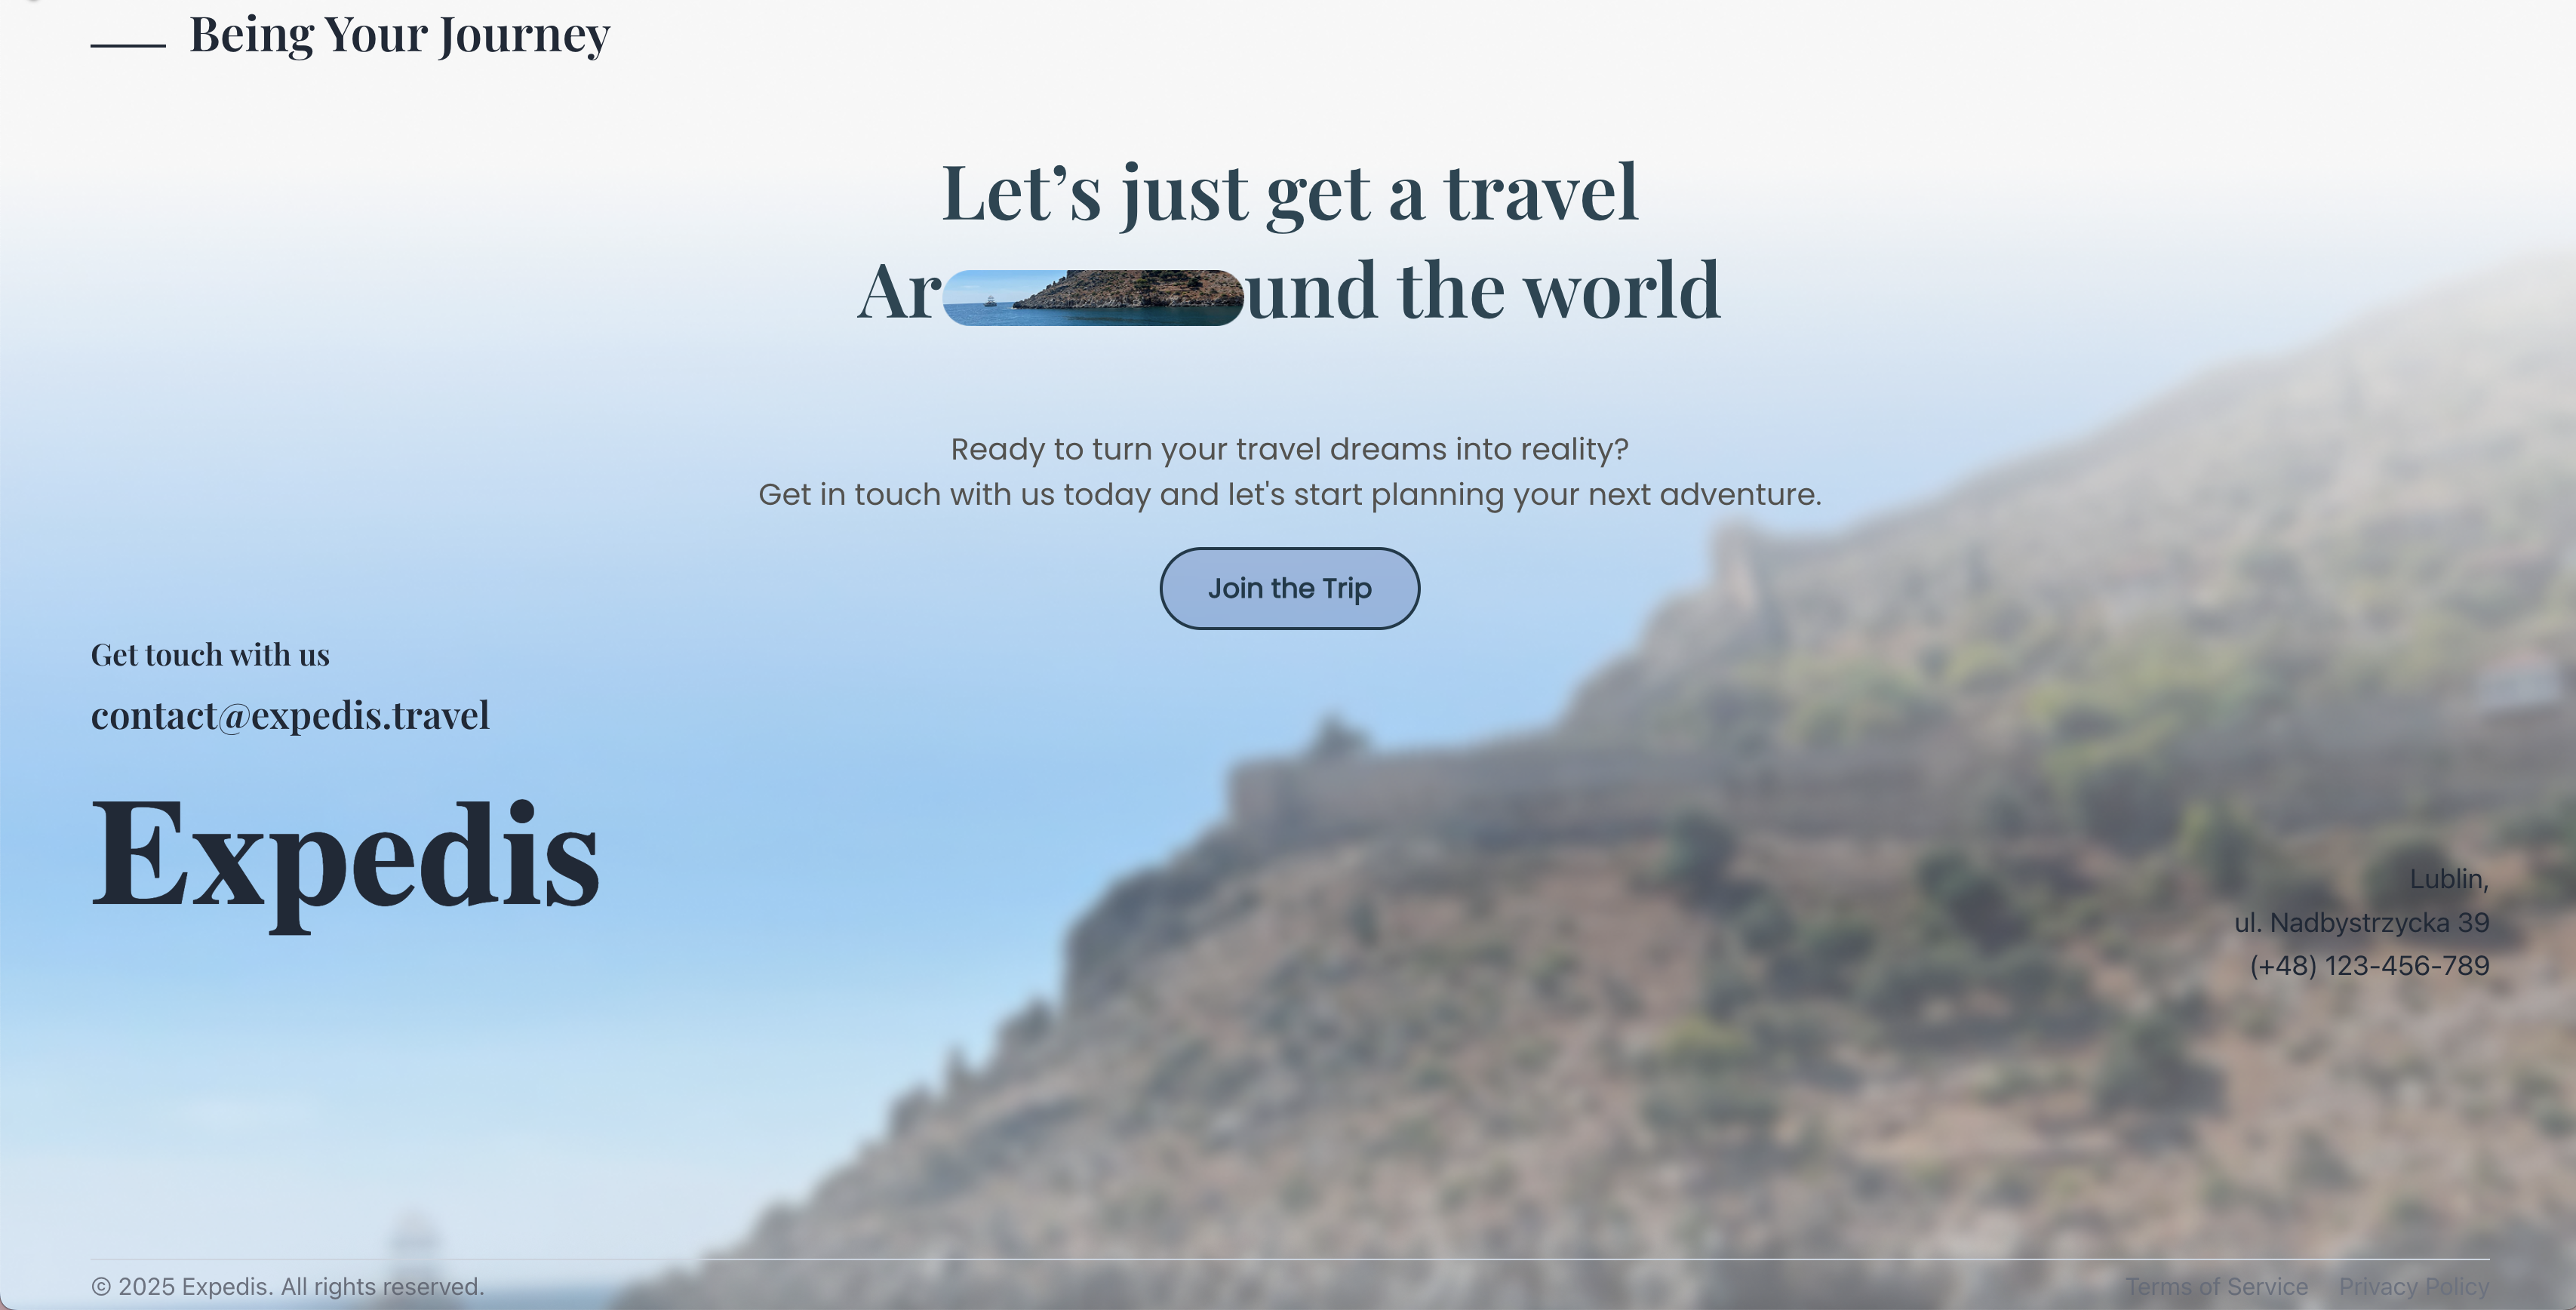 Being Your Journey
Let’s just get a travel
Ar und the world
Ready to turn your travel dreams into reality?
Get in touch with us today and let's start planning your next adventure.
Join the Trip
Get touch with us
contact@expedis.travel
Expedis
Lublin,
ul. Nadbystrzycka 39
(+48) 123-456-789
© 2025 Expedis. All rights reserved.
Terms of Service Privacy Policy